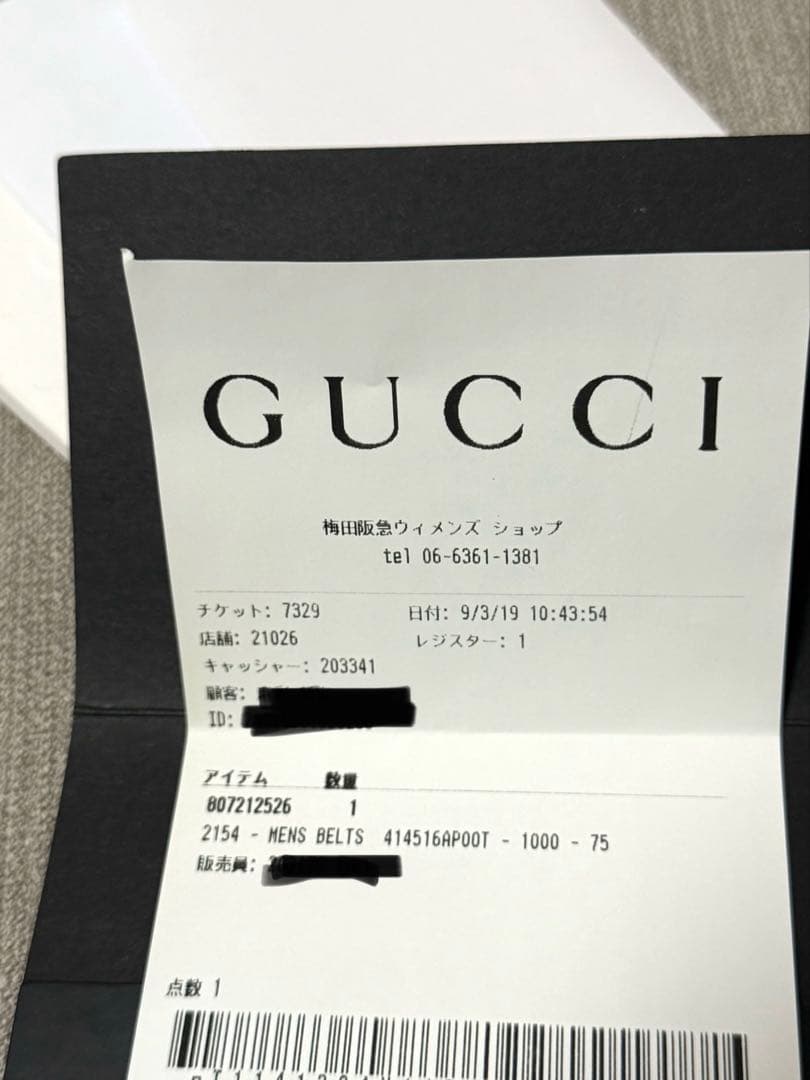 GUCCI
梅田阪急ウィメンズ ショップ
tel 06-6361-1381
チケット: 7329 日付: 9/3/19 10:43:54
店舗: 21026 レジスター: 1
キャッシャー: 203341
顧客:
ID:
アイテム 数量
807212526 1
2154 - MENS BELTS 414516AP00T - 1000 - 75
販売員:
点数 1